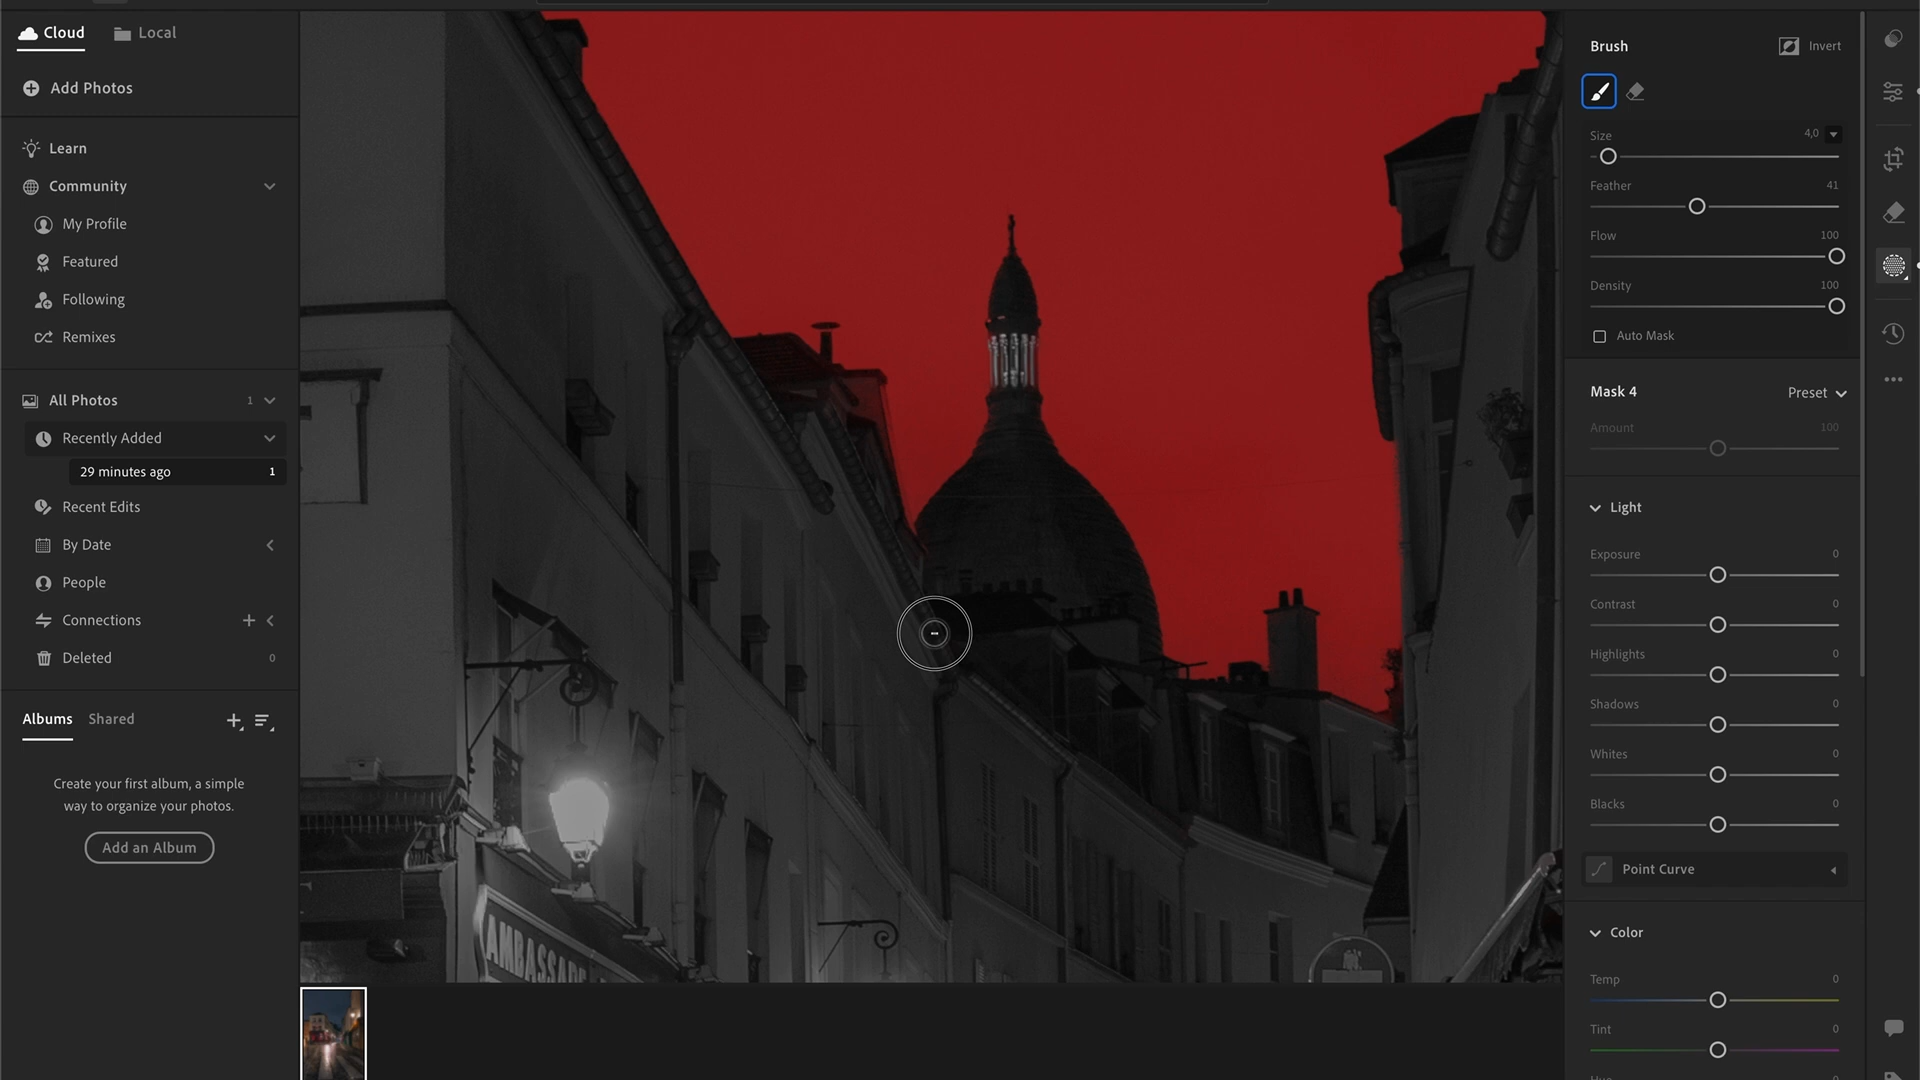 Cloud
Local
Add Photos
Learn
Community
My Profile
Featured
Following
Remixes
All Photos 1
Recently Added
29 minutes ago 1
Recent Edits
By Date
People
Connections
Deleted 0
Albums Shared
Create your first album, a simple
way to organize your photos.
Add an Album
AMBASSADE
Brush
Invert
Size 4,0
Feather 41
Flow 100
Density 100
Auto Mask
Mask 4
Preset
Amount 100
Light
Exposure 0
Contrast 0
Highlights 0
Shadows 0
Whites 0
Blacks 0
Point Curve
Color
Temp 0
Tint 0